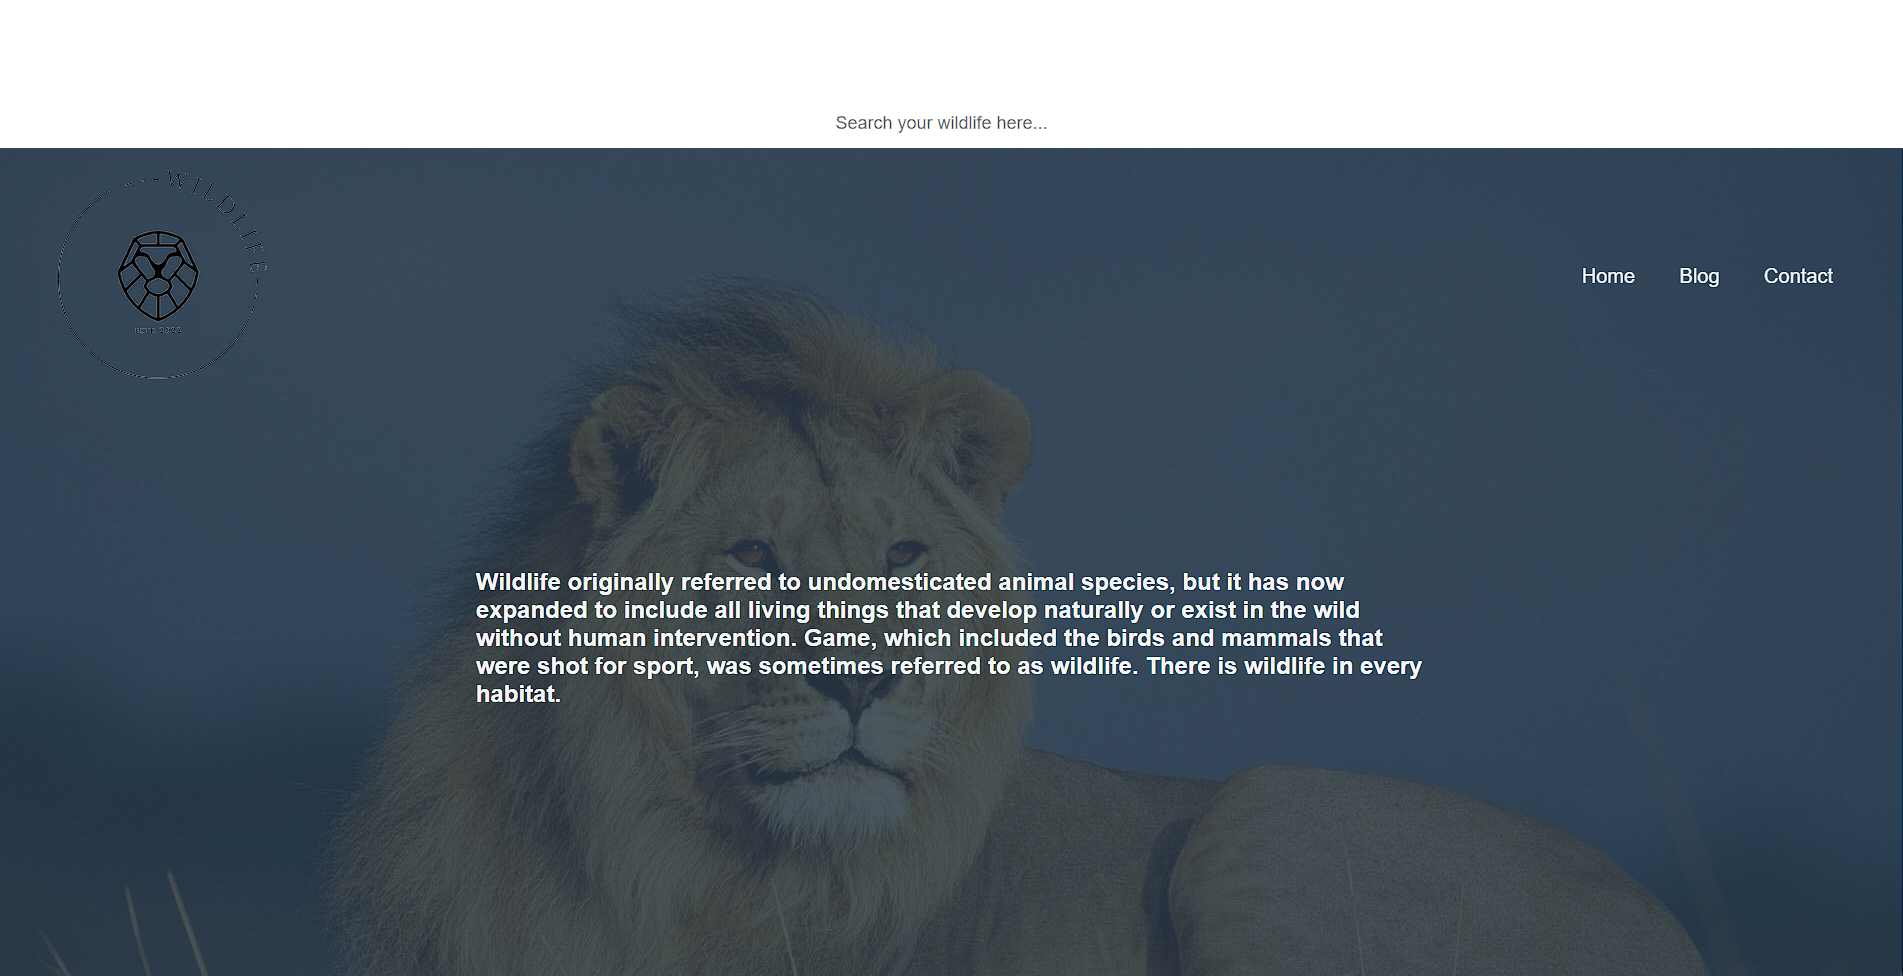 Search your wildlife here...
WILDLIFE
ESTD 2022
Home Blog Contact
Wildlife originally referred to undomesticated animal species, but it has now
expanded to include all living things that develop naturally or exist in the wild
without human intervention. Game, which included the birds and mammals that
were shot for sport, was sometimes referred to as wildlife. There is wildlife in every
habitat.